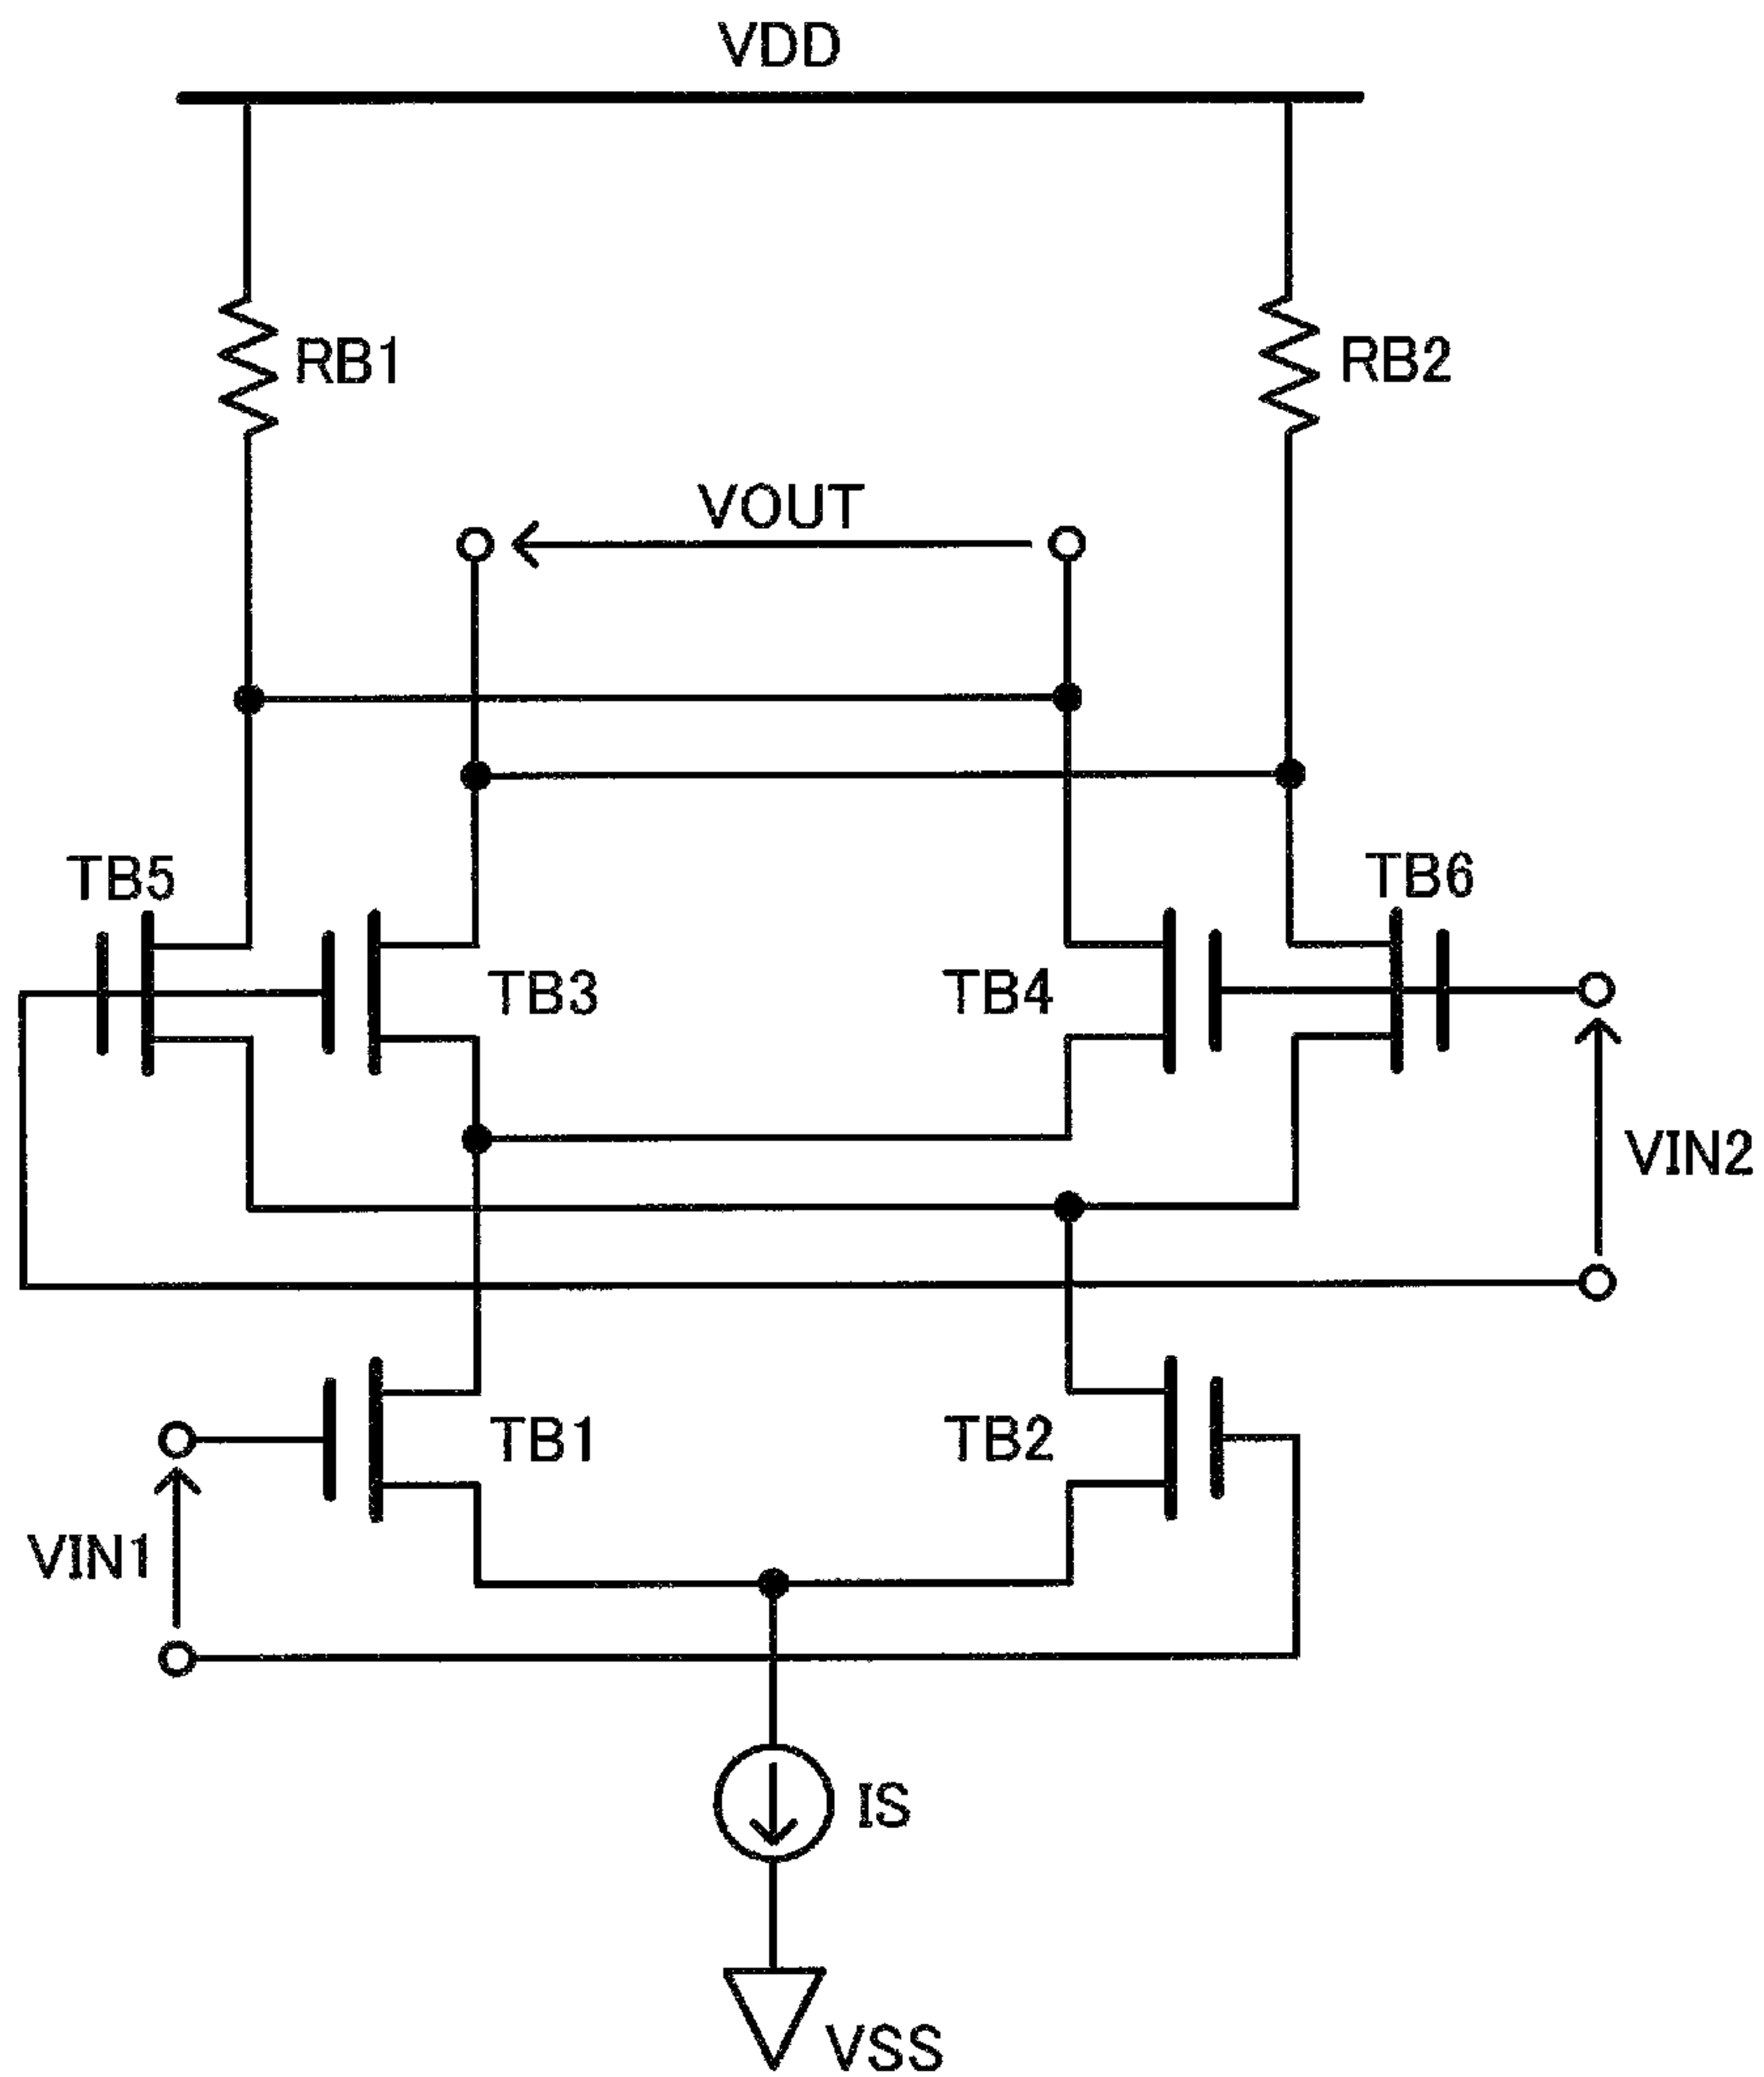 VDD
RB1
RB2
VOUT
TB5
TB6
TB3
TB4
VIN2
TB1
TB2
VIN1
IS
VSS